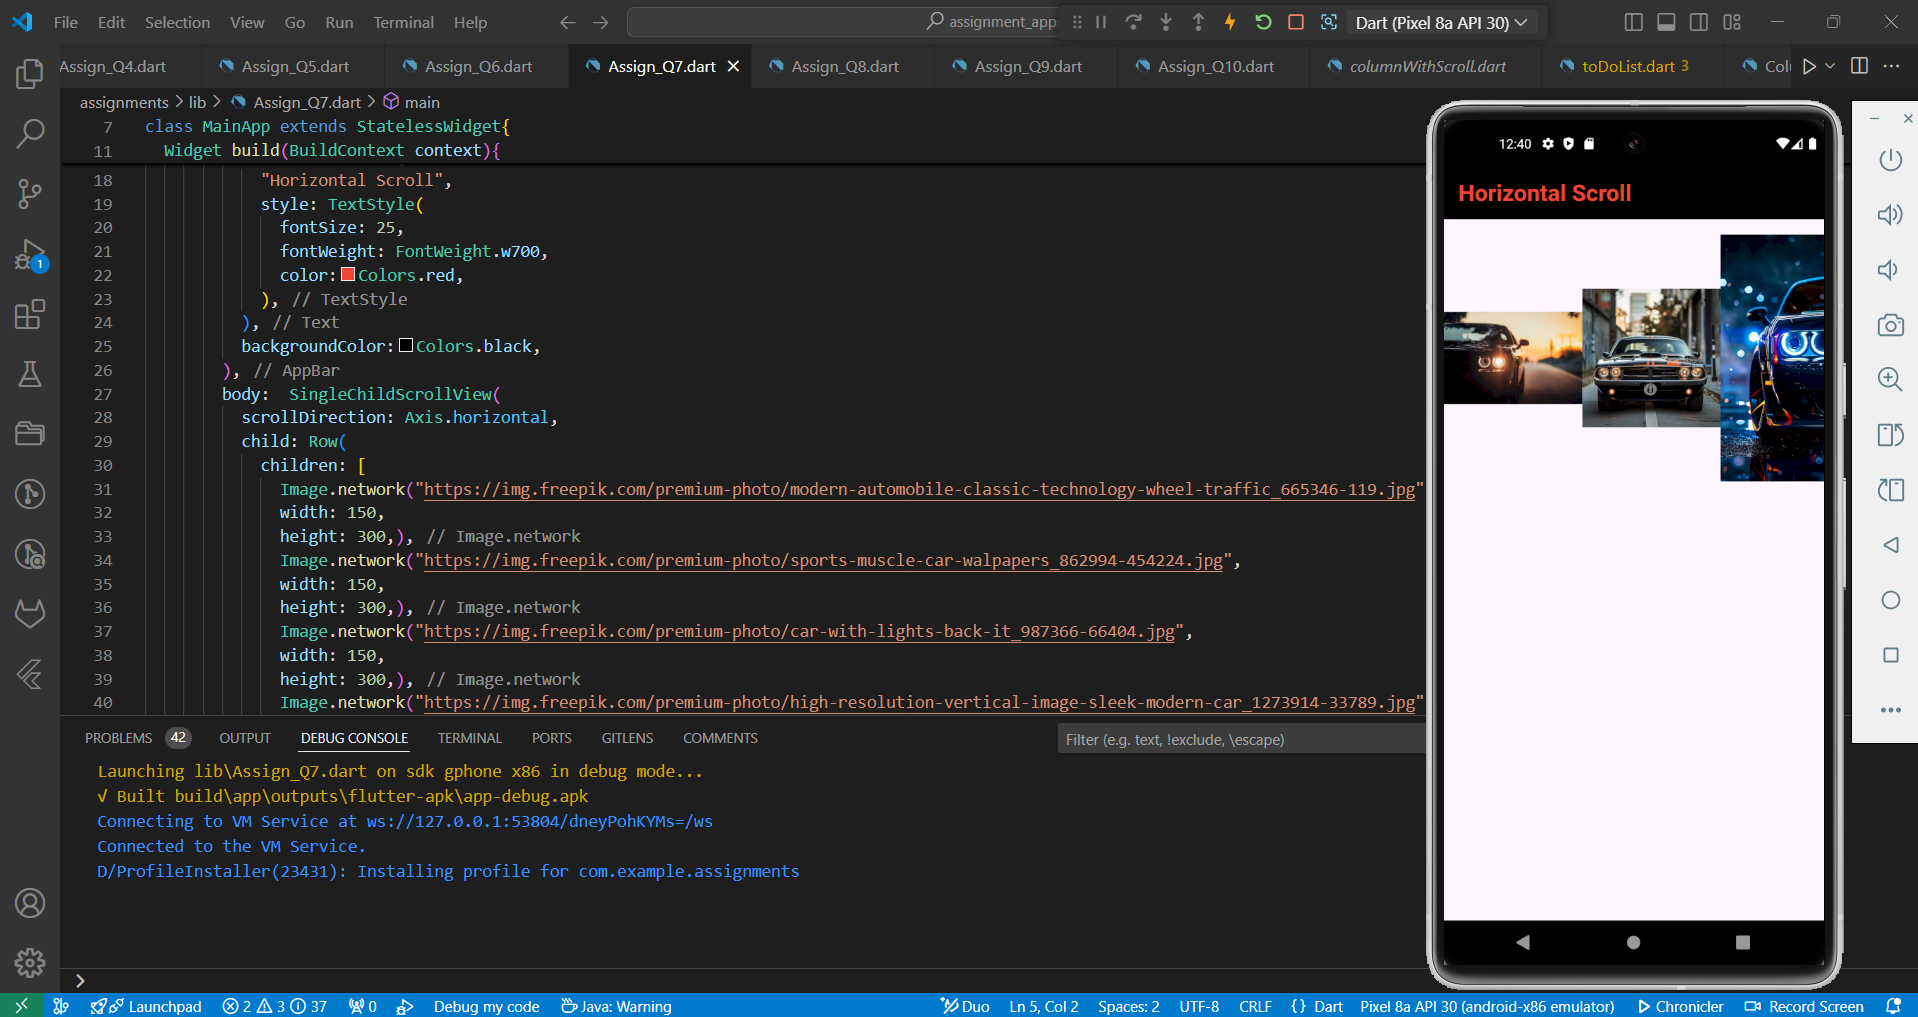 File Edit Selection View Go Run Terminal Help
assignment_app
Dart (Pixel 8a API 30)
Assign_Q4.dart Assign_Q5.dart Assign_Q6.dart Assign_Q7.dart Assign_Q8.dart Assign_Q9.dart Assign_Q10.dart columnWithScroll.dart toDoList.dart 3 Colu
assignments > lib > Assign_Q7.dart > main
7 class MainApp extends StatelessWidget{
11 Widget build(BuildContext context){
18 "Horizontal Scroll",
19 style: TextStyle(
20 fontSize: 25,
21 fontWeight: FontWeight.w700,
22 color: Colors.red,
23 ), // TextStyle
24 ), // Text
25 backgroundColor: Colors.black,
26 ), // AppBar
27 body:  SingleChildScrollView(
28 scrollDirection: Axis.horizontal,
29 child: Row(
30 children: [
31 Image.network("https://img.freepik.com/premium-photo/modern-automobile-classic-technology-wheel-traffic_665346-119.jpg"
32 width: 150,
33 height: 300,), // Image.network
34 Image.network("https://img.freepik.com/premium-photo/sports-muscle-car-walpapers_862994-454224.jpg",
35 width: 150,
36 height: 300,), // Image.network
37 Image.network("https://img.freepik.com/premium-photo/car-with-lights-back-it_987366-66404.jpg",
38 width: 150,
39 height: 300,), // Image.network
40 Image.network("https://img.freepik.com/premium-photo/high-resolution-vertical-image-sleek-modern-car_1273914-33789.jpg"
12:40
Horizontal Scroll
1
PROBLEMS 42 OUTPUT DEBUG CONSOLE TERMINAL PORTS GITLENS COMMENTS
Filter (e.g. text, !exclude, \escape)
Launching lib\Assign_Q7.dart on sdk gphone x86 in debug mode...
√ Built build\app\outputs\flutter-apk\app-debug.apk
Connecting to VM Service at ws://127.0.0.1:53804/dneyPohKYMs=/ws
Connected to the VM Service.
D/ProfileInstaller(23431): Installing profile for com.example.assignments
Launchpad 2 3 37 0 Debug my code Java: Warning Duo Ln 5, Col 2 Spaces: 2 UTF-8 CRLF {} Dart Pixel 8a API 30 (android-x86 emulator) Chronicler Record Screen